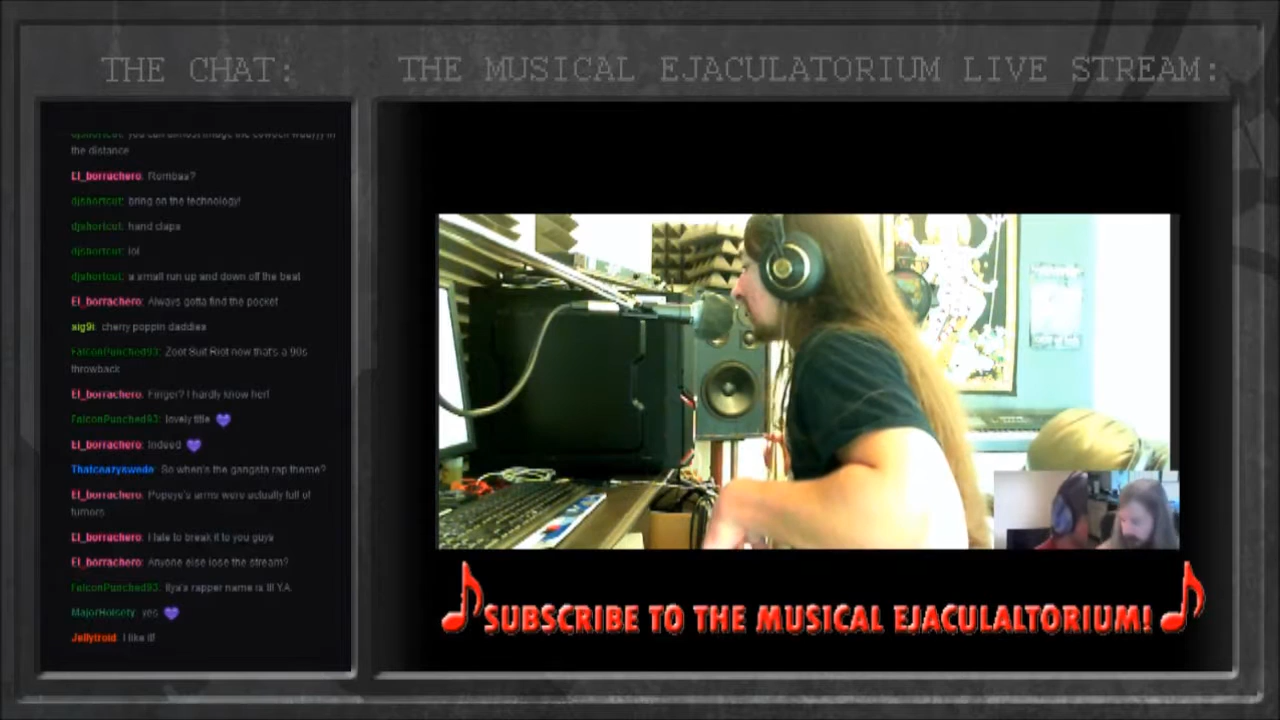 THE CHAT:
THE MUSICAL EJACULATORIUM LIVE STREAM:
the distance
El_borrachero: Rombas?
djshortcut: bring on the technology!
djshortcut: hand claps
djshortcut: lol
djshortcut: a small run up and down off the beat
El_borrachero: Always gotta find the pocket
aig9i: cherry poppin daddies
FalconPunched93: Zoot Suit Riot now that's a 90s
throwback
El_borrachero: Finger? I hardly know her!
FalconPunched93: lovely title 💜
El_borrachero: Indeed 💜
Thatcrazyswede: So when's the gangsta rap theme?
El_borrachero: Popeye's arms were actually full of
tumors
El_borrachero: I hate to break it to you guys
El_borrachero: Anyone else lose the stream?
FalconPunched93: Ilya's rapper name is Ill Y.A.
MajorHoisery: yes 💜
Jellytroid: I like it!
SUBSCRIBE TO THE MUSICAL EJACULALTORIUM!